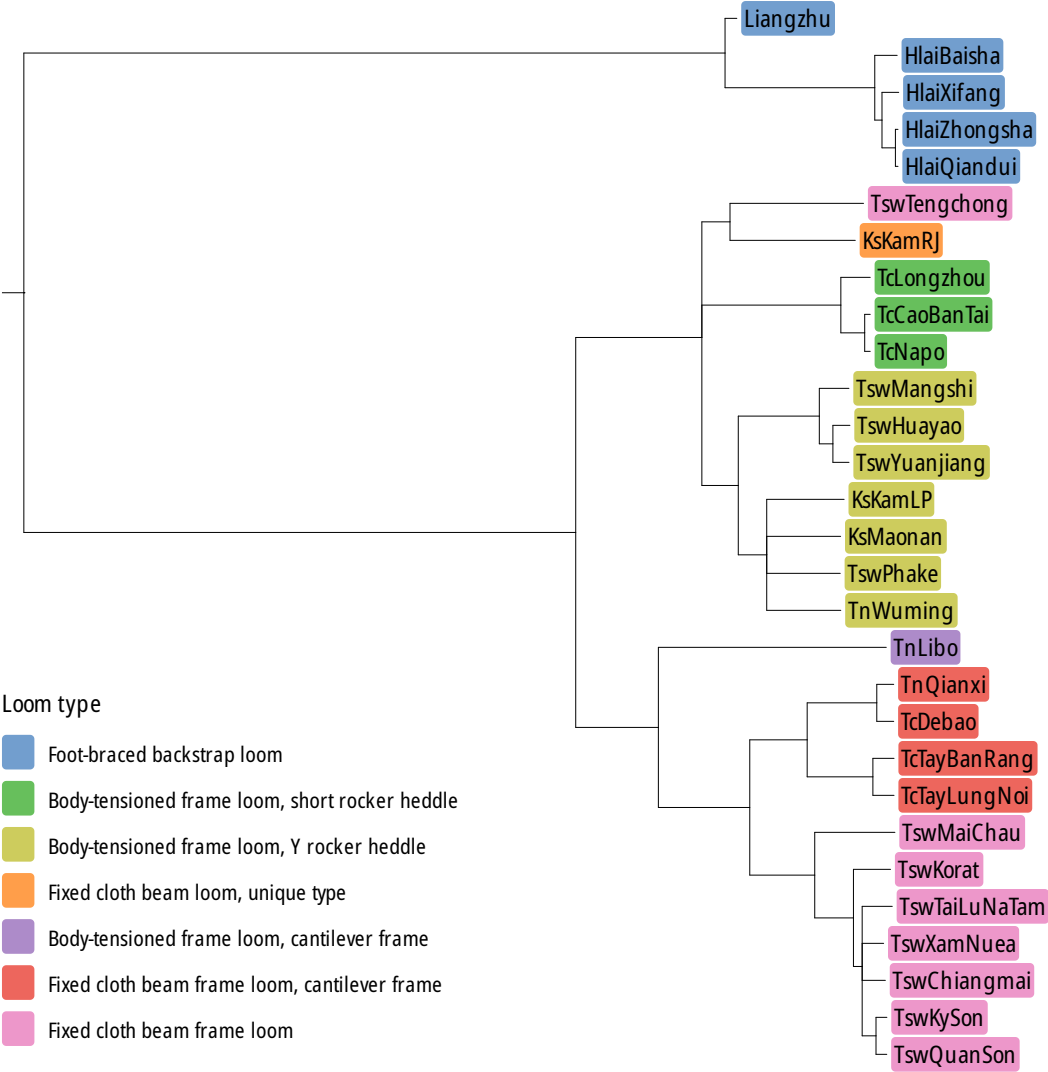 Liangzhu
HlaiBaisha
HlaiXifang
HlaiZhongsha
HlaiQiandui
TswTengchong
KsKamRJ
TcLongzhou
TcCaoBanTai
TcNapo
TswMangshi
TswHuayao
TswYuanjiang
KsKamLP
KsMaonan
TswPhake
TnWuming
TnLibo
TnQianxi
TcDebao
TcTayBanRang
TcTayLungNoi
TswMaiChau
TswKorat
TswTaiLuNaTam
TswXamNuea
TswChiangmai
TswKySon
TswQuanSon
Loom type
Foot-braced backstrap loom
Body-tensioned frame loom, short rocker heddle
Body-tensioned frame loom, Y rocker heddle
Fixed cloth beam loom, unique type
Body-tensioned frame loom, cantilever frame
Fixed cloth beam frame loom, cantilever frame
Fixed cloth beam frame loom